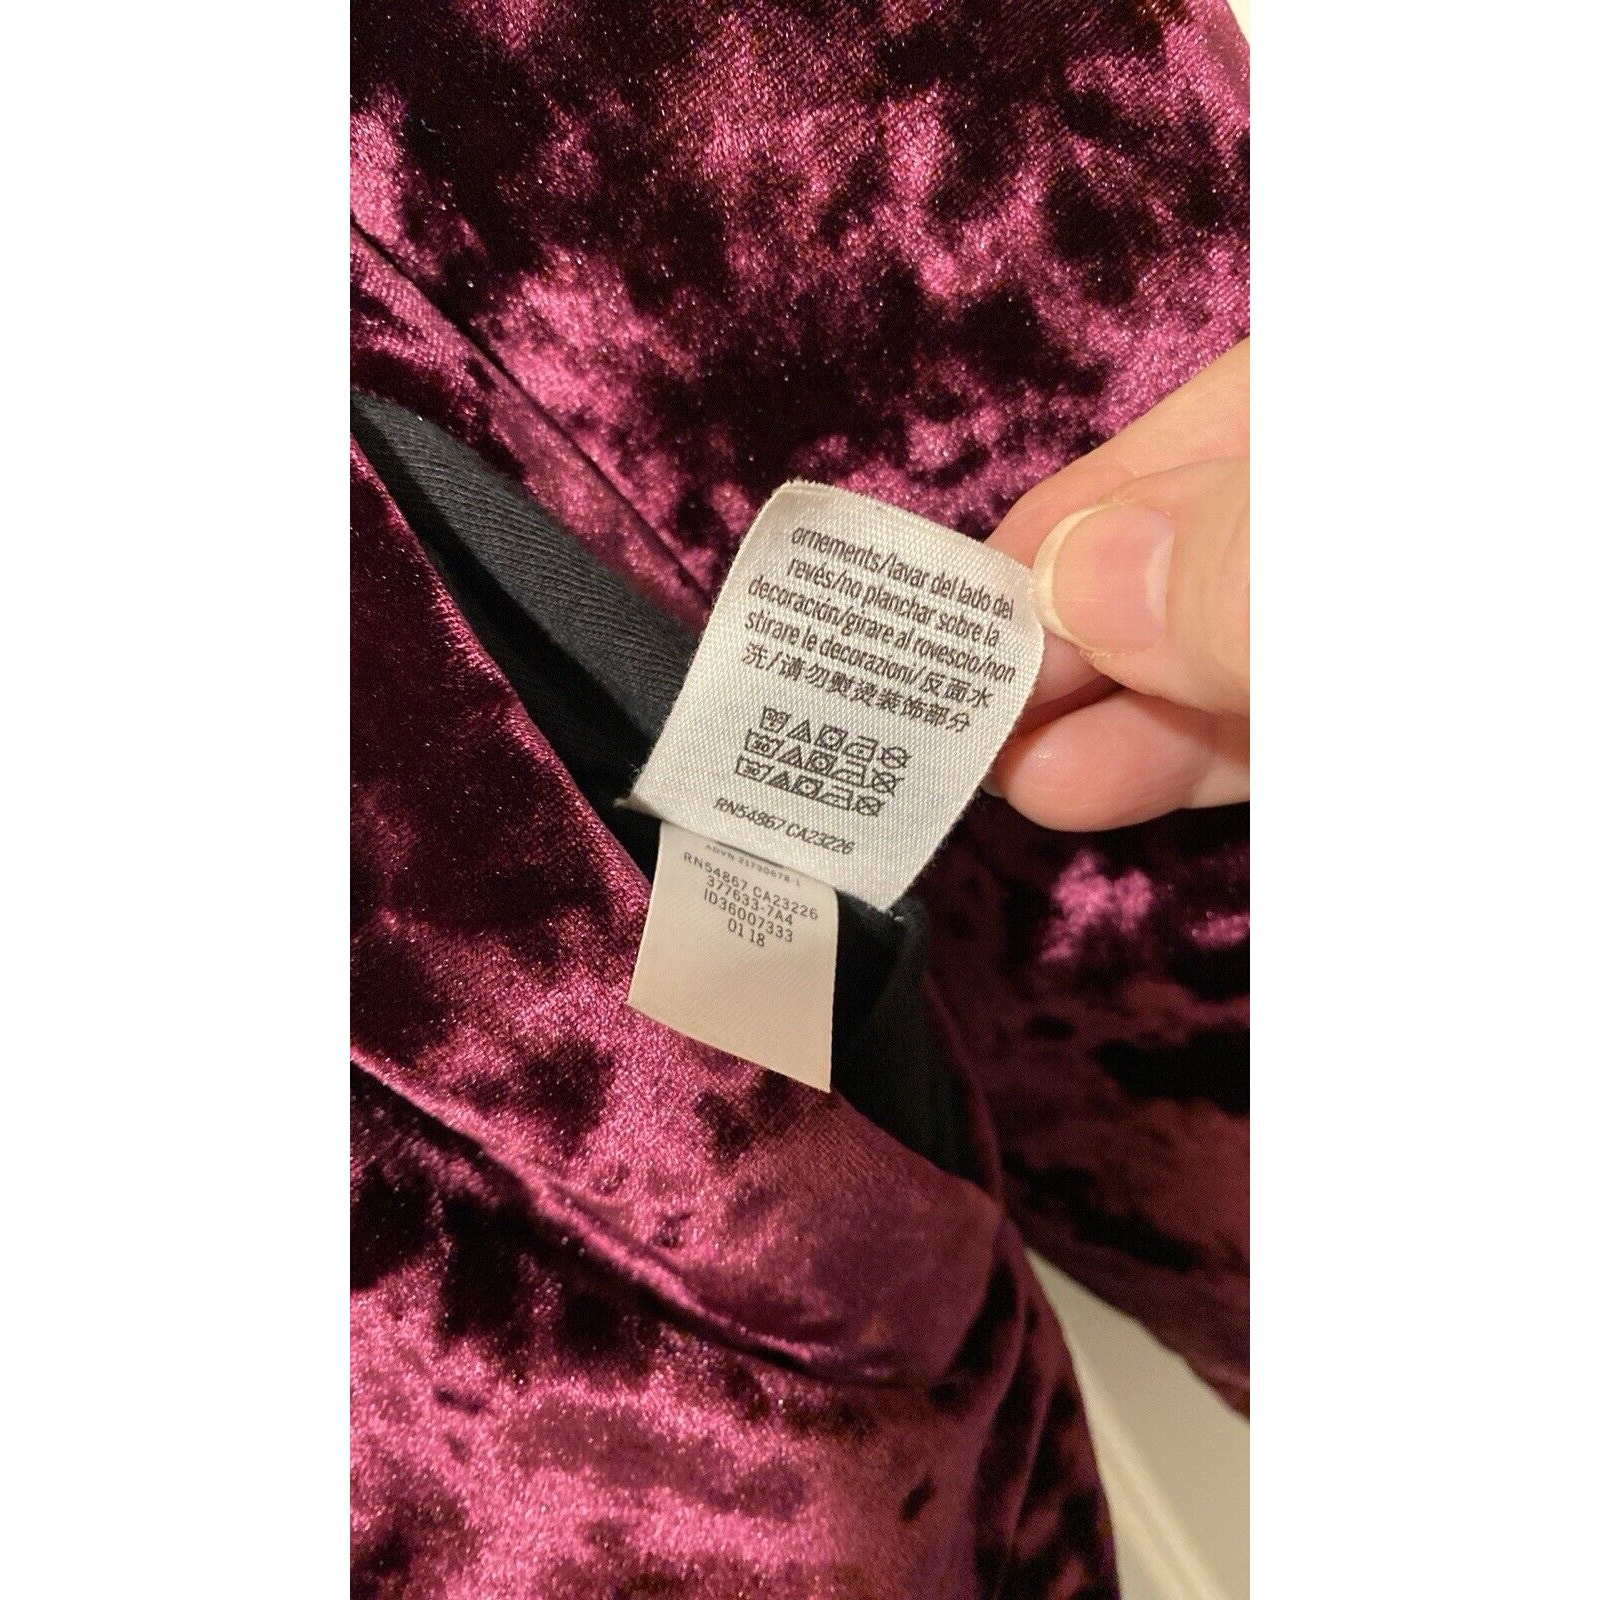 ornements/lavar del lado del
revés/no planchar sobre la
decoración/girare al rovescio/non
stirare le decorazioni/反面水
洗/请勿熨烫装饰部分
30
30
RN54867 CA23226
RN54867 CA23226
377633-7A4
ID36007333
01 18